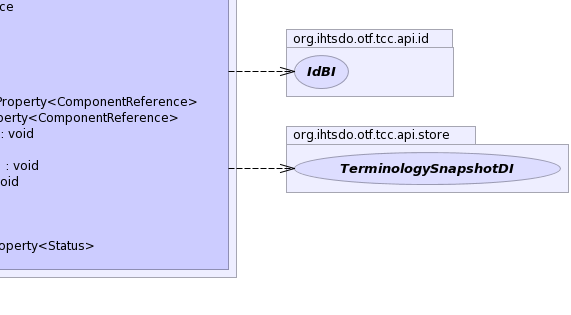 ce
Property<ComponentReference>
perty<ComponentReference>
: void
: void
oid
operty<Status>
org.ihtsdo.otf.tcc.api.id
IdBI
org.ihtsdo.otf.tcc.api.store
TerminologySnapshotDI